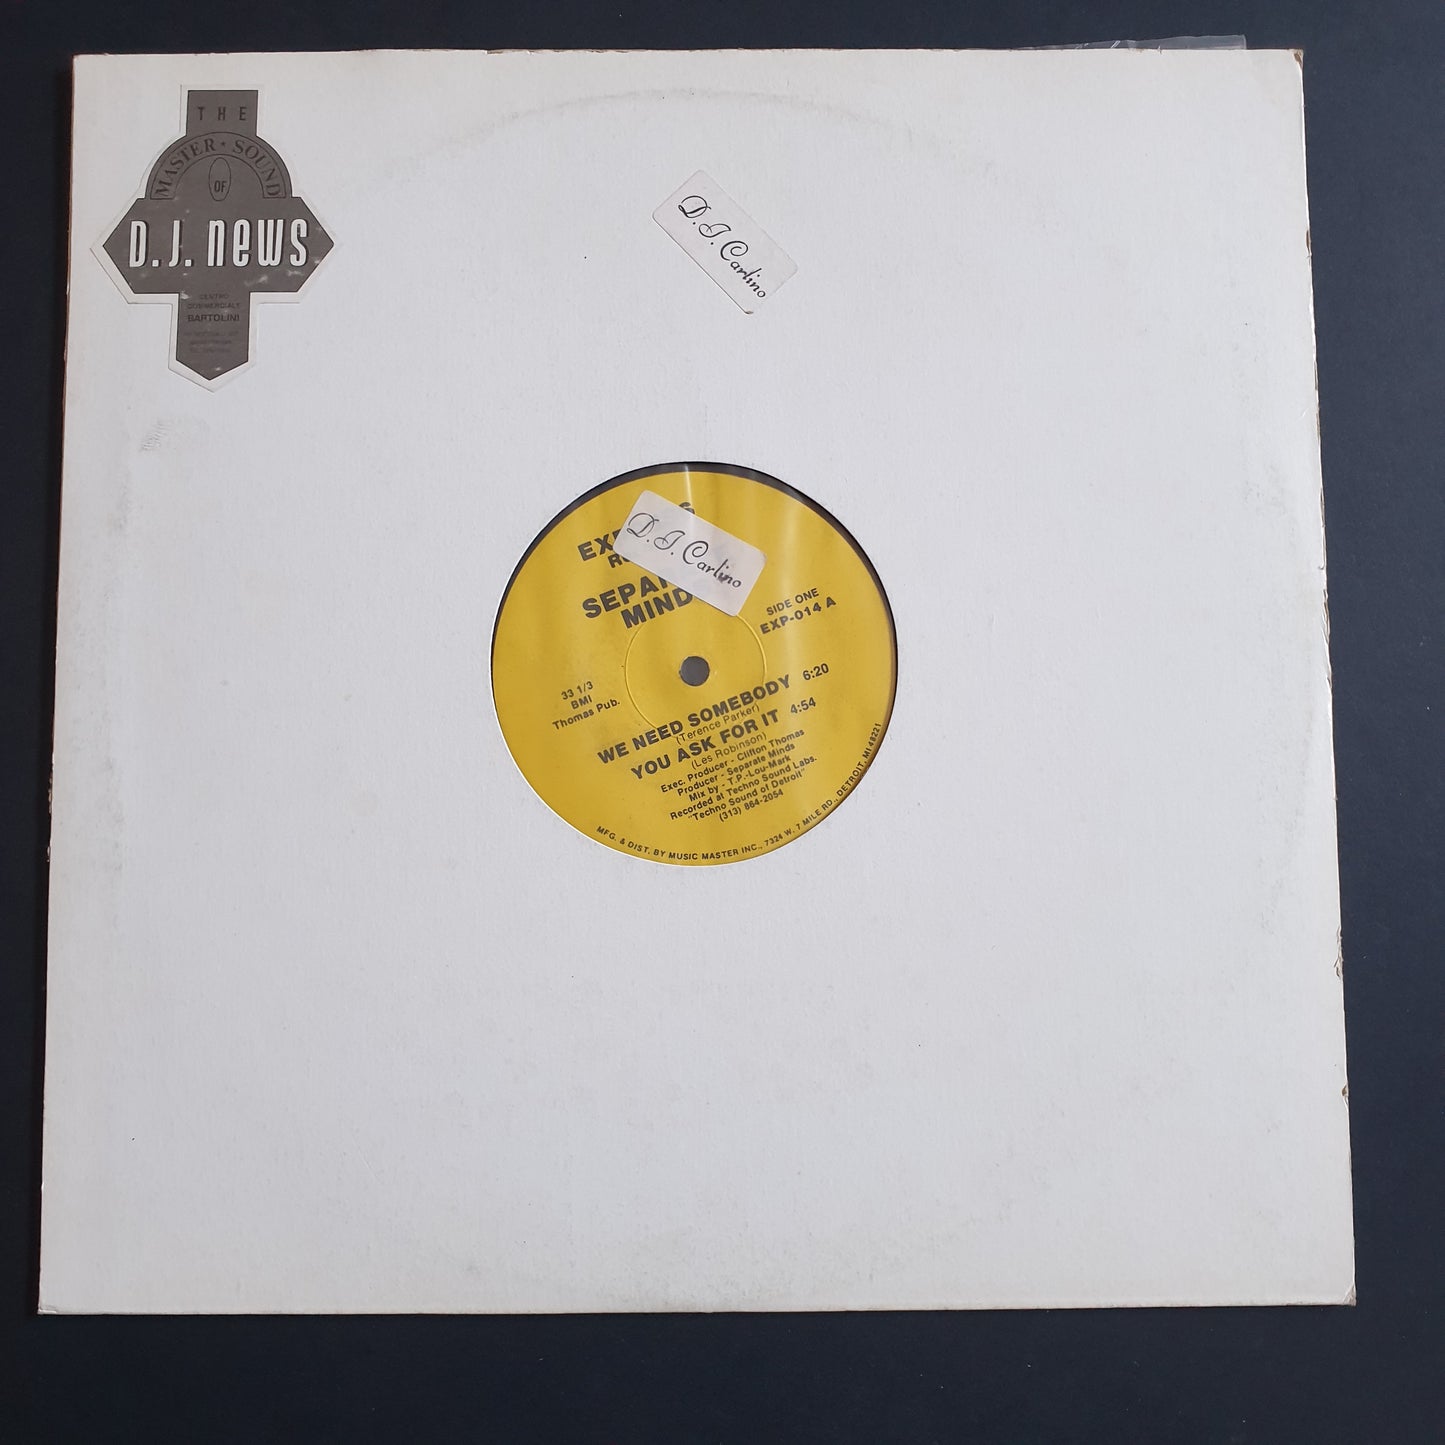 THE
MASTER • SOUND
OF
D.J. news
CENTRO
COMMERCIALE
BARTOLINI
D.J. Carlino
D.J. Carlino
SIDE ONE
EXP-014 A
33 1/3
BMI
Thomas Pub.
WE NEED SOMEBODY 6:20
(Terence Parker)
YOU ASK FOR IT 4:54
(Les Robinson)
Exec. Producer - Clifton Thomas
Producer - Separate Minds
Mix by - T.P.-Lou-Mark
Recorded at Techno Sound Labs.
"Techno Sound of Detroit"
(313) 864-2054
MFG. & DIST. BY MUSIC MASTER INC., 7324 W. 7 MILE RD., DETROIT, MI 48221